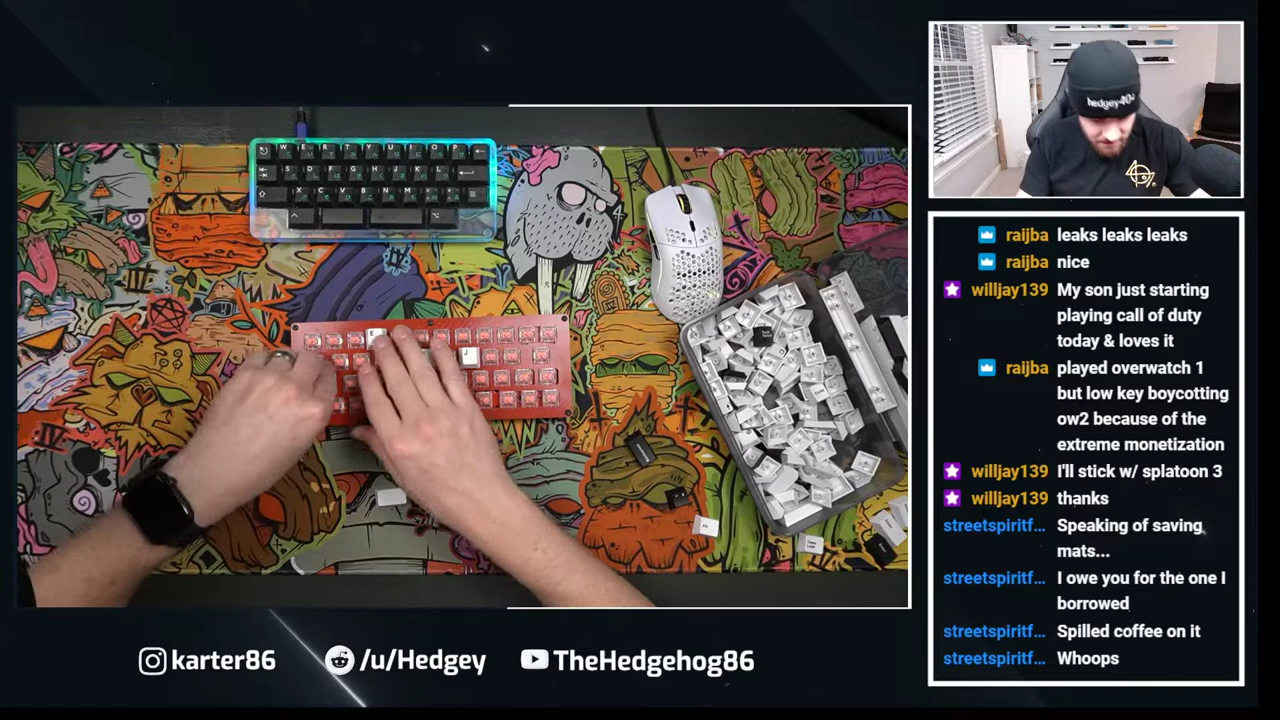 hedgey40s
W E R T Y U I O P
S D F G H J K L
X C V B N M
J
raijba leaks leaks leaks
raijba nice
willjay139 My son just starting
playing call of duty
today & loves it
raijba played overwatch 1
but low key boycotting
ow2 because of the
extreme monetization
willjay139 I'll stick w/ splatoon 3
willjay139 thanks
streetspiritf... Speaking of saving
mats...
streetspiritf... I owe you for the one I
borrowed
streetspiritf... Spilled coffee on it
streetspiritf... Whoops
karter86
/u/Hedgey
TheHedgehog86